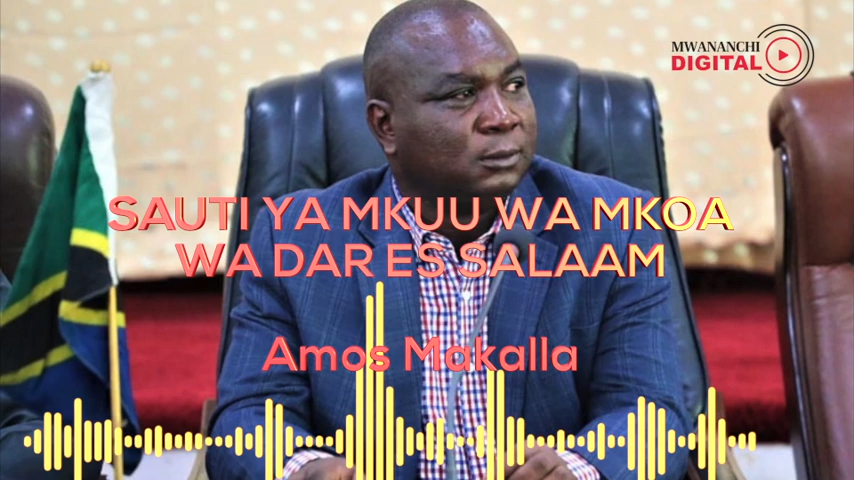 MWANANCHI
DIGITAL
SAUTI YA MKUU WA MKOA
WA DAR ES SALAAM
Amos Makalla